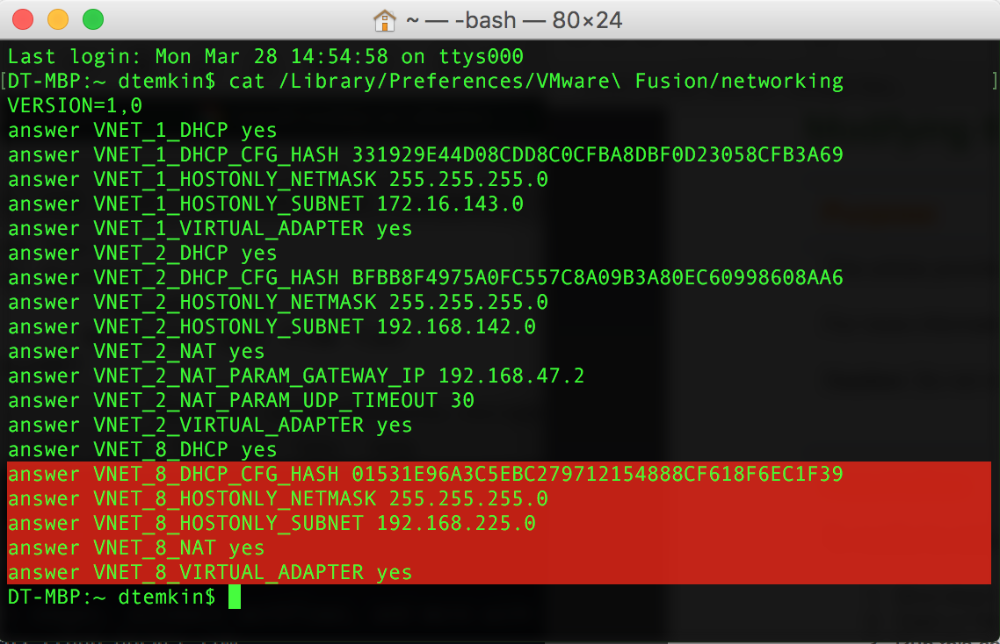 ~ — -bash — 80×24
Last login: Mon Mar 28 14:54:58 on ttys000
[DT-MBP:~ dtemkin$ cat /Library/Preferences/VMware\ Fusion/networking ]
VERSION=1,0
answer VNET_1_DHCP yes
answer VNET_1_DHCP_CFG_HASH 331929E44D08CDD8C0CFBA8DBF0D23058CFB3A69
answer VNET_1_HOSTONLY_NETMASK 255.255.255.0
answer VNET_1_HOSTONLY_SUBNET 172.16.143.0
answer VNET_1_VIRTUAL_ADAPTER yes
answer VNET_2_DHCP yes
answer VNET_2_DHCP_CFG_HASH BFBB8F4975A0FC557C8A09B3A80EC60998608AA6
answer VNET_2_HOSTONLY_NETMASK 255.255.255.0
answer VNET_2_HOSTONLY_SUBNET 192.168.142.0
answer VNET_2_NAT yes
answer VNET_2_NAT_PARAM_GATEWAY_IP 192.168.47.2
answer VNET_2_NAT_PARAM_UDP_TIMEOUT 30
answer VNET_2_VIRTUAL_ADAPTER yes
answer VNET_8_DHCP yes
answer VNET_8_DHCP_CFG_HASH 01531E96A3C5EBC279712154888CF618F6EC1F39
answer VNET_8_HOSTONLY_NETMASK 255.255.255.0
answer VNET_8_HOSTONLY_SUBNET 192.168.225.0
answer VNET_8_NAT yes
answer VNET_8_VIRTUAL_ADAPTER yes
DT-MBP:~ dtemkin$